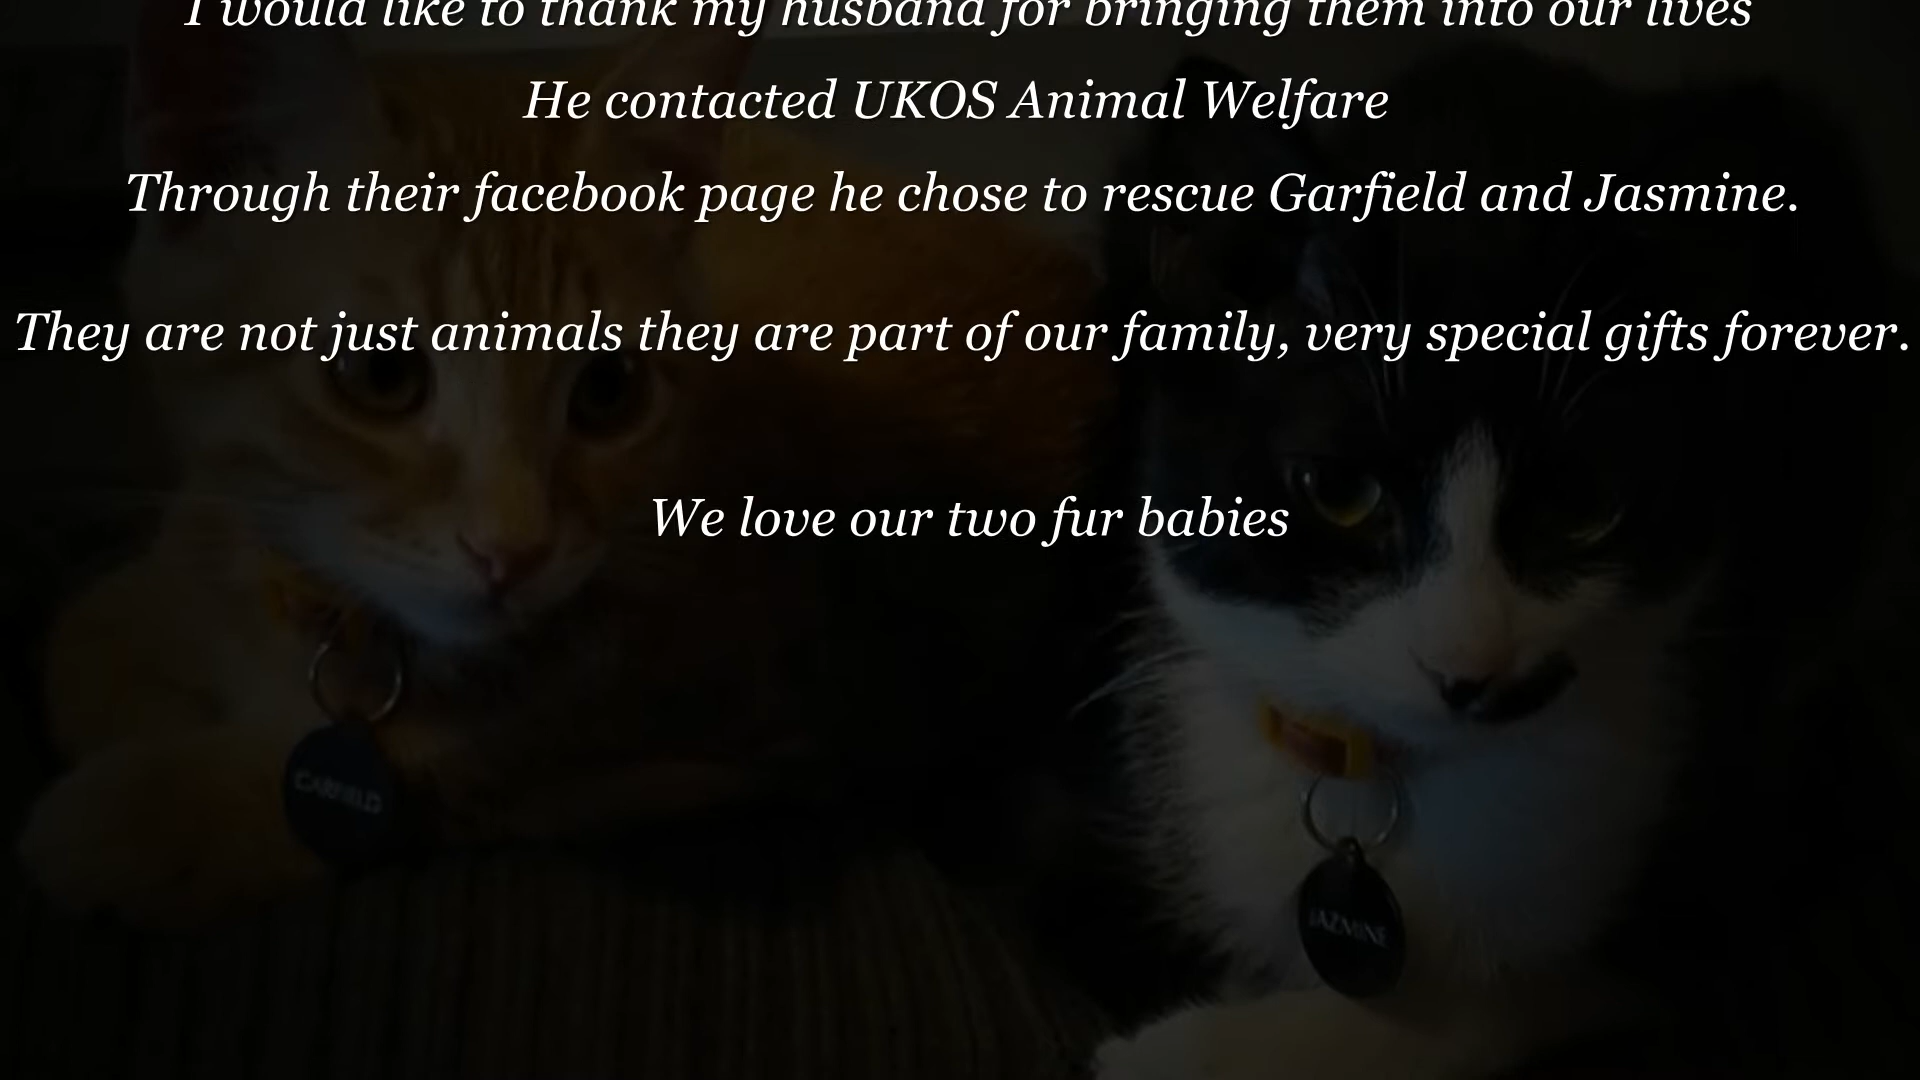 I would like to thank my husband for bringing them into our lives
He contacted UKOS Animal Welfare
Through their facebook page he chose to rescue Garfield and Jasmine.
They are not just animals they are part of our family, very special gifts forever.
We love our two fur babies
GARFIELD
JAZMINE